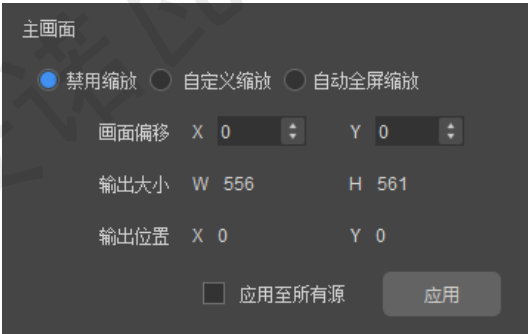 主画面
禁用缩放 自定义缩放 自动全屏缩放
画面偏移 X 0 Y 0
输出大小 W 556 H 561
输出位置 X 0 Y 0
应用至所有源 应用